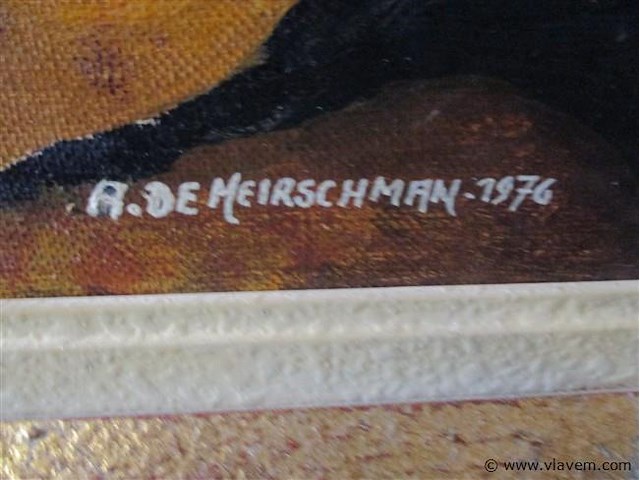 A. DE MEIRSCHMAN - 1976
© www.vlavem.com